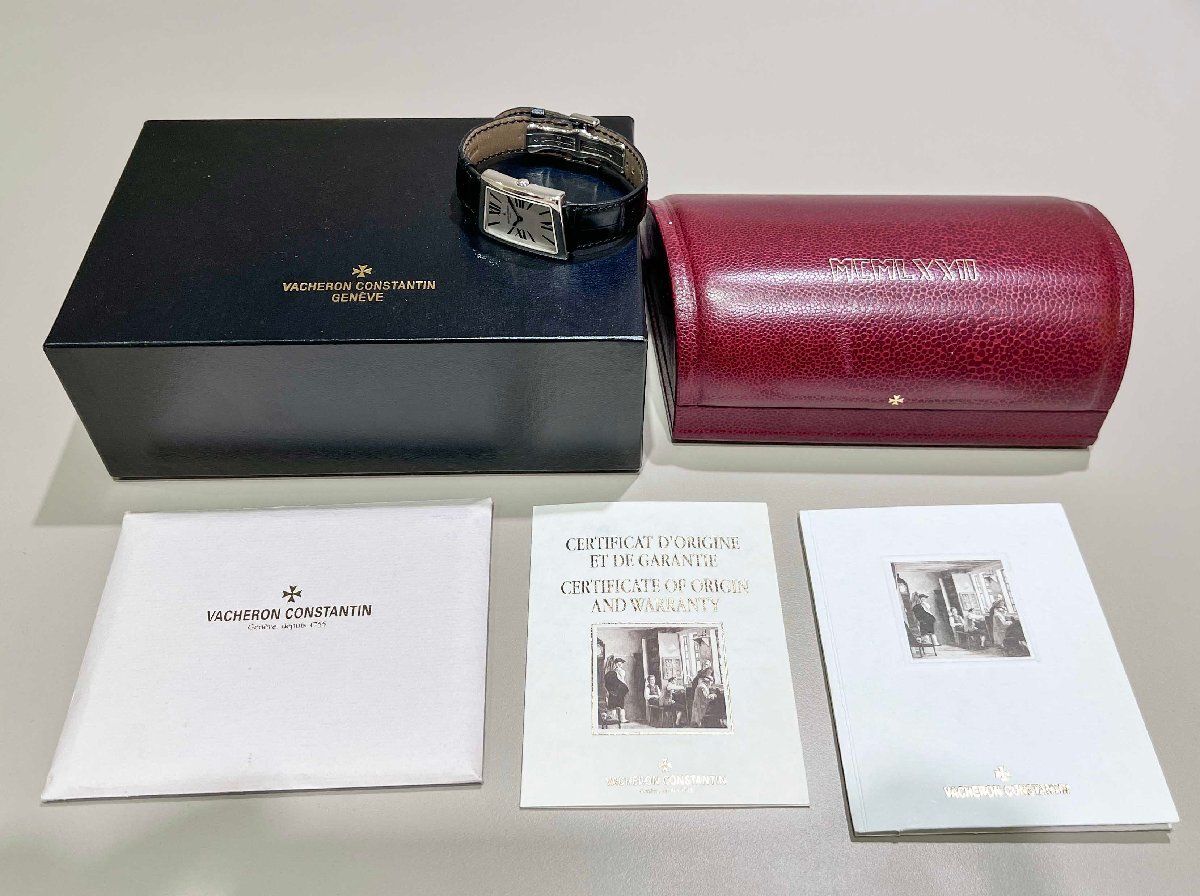 VACHERON CONSTANTIN
GENÈVE
MCMLXXII
VACHERON CONSTANTIN
Genève, depuis 1755
CERTIFICAT D'ORIGINE
ET DE GARANTIE
CERTIFICATE OF ORIGIN
AND WARRANTY
VACHERON CONSTANTIN
VACHERON CONSTANTIN